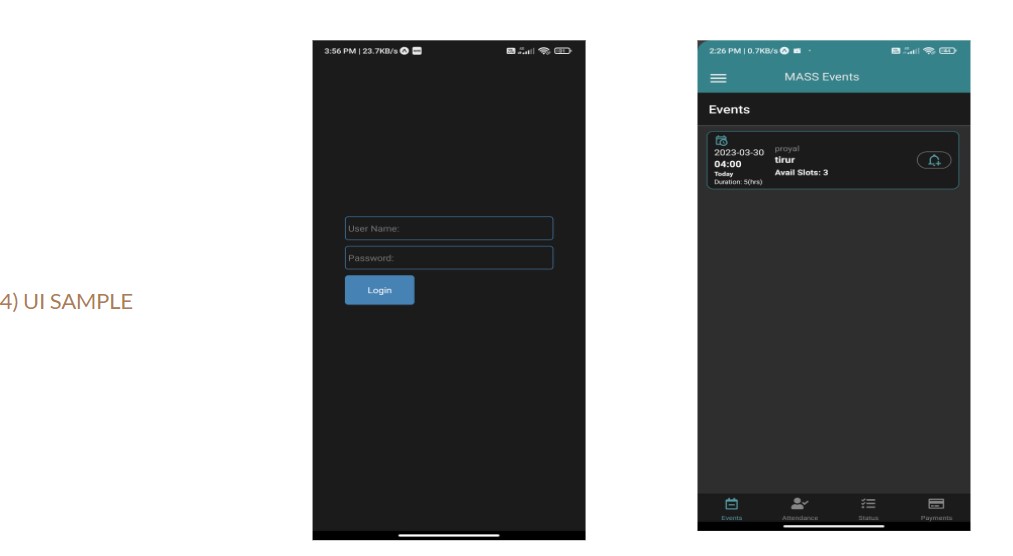 4) UI SAMPLE
3:56 PM | 23.7KB/s
User Name:
Password:
Login
2:26 PM | 0.7KB/s
MASS Events
Events
2023-03-30
04:00
Today
Duration: 5(hrs)
proyal
tirur
Avail Slots: 3
Events
Attendance
Status
Payments